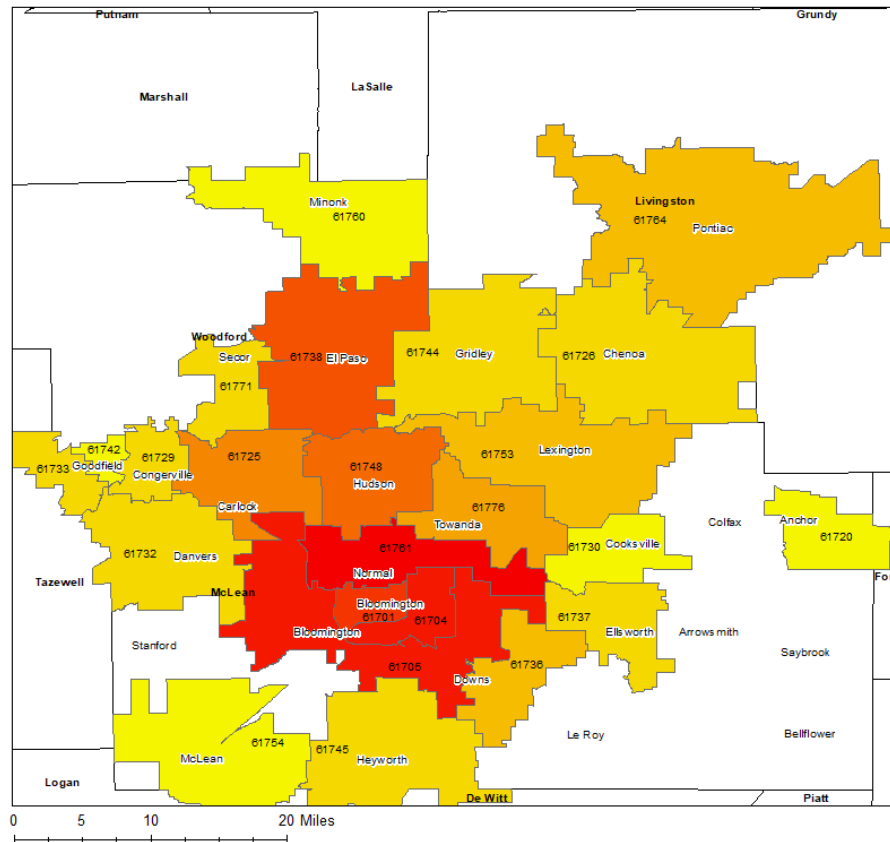 Putnam
Grundy
LaSalle
Marshall
Minonk
61760
Livingston
61764
Pontiac
Woodford
Secor
61738
El Paso
61744
Gridley
61726
Chenoa
61771
61742
61733
Goodfield
61729
Congerville
61725
61748
Hudson
61753
Lexington
Carlock
61776
Towanda
Colfax
Anchor
61720
61732
Danvers
61761
Normal
61730
Cooksville
Tazewell
McLean
For
Bloomington
61701
61704
61737
Ellsworth
Arrowsmith
Stanford
Bloomington
61705
61736
Downs
Saybrook
McLean
61754
61745
Heyworth
Le Roy
Bellflower
Logan
De Witt
Piatt
0 5 10 20 Miles